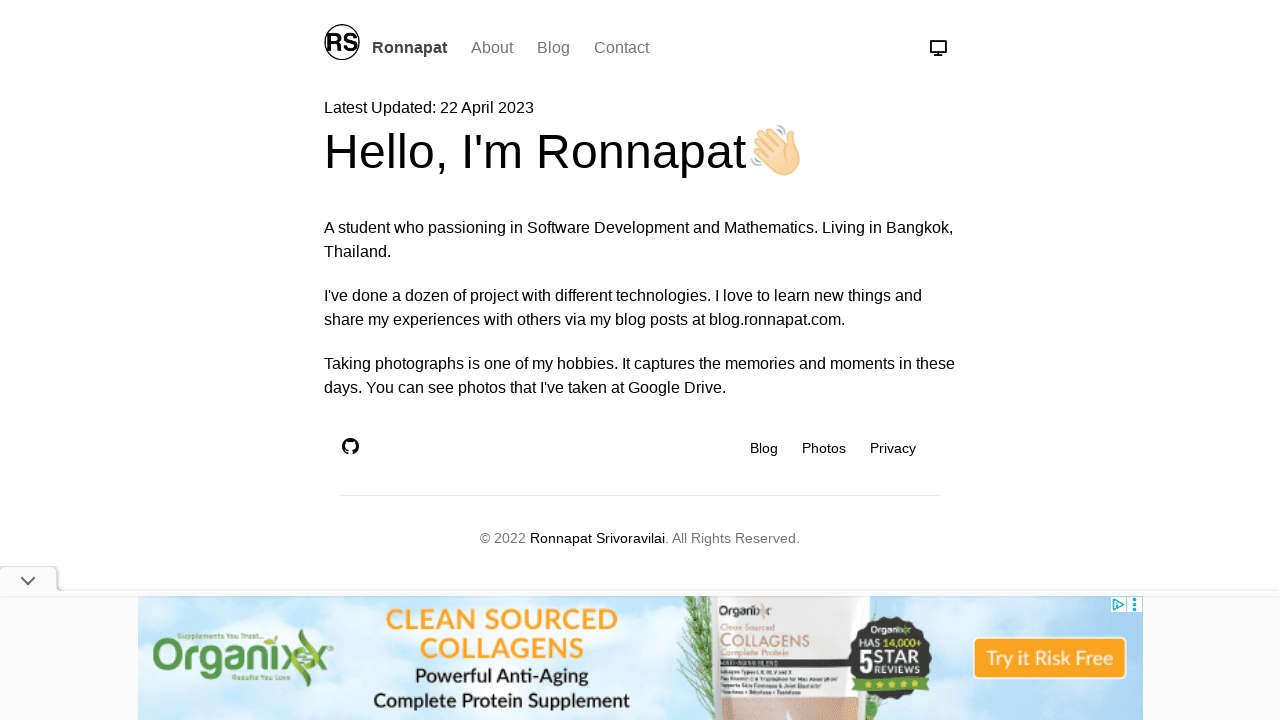 RS Ronnapat About Blog Contact
Latest Updated: 22 April 2023
Hello, I'm Ronnapat
A student who passioning in Software Development and Mathematics. Living in Bangkok,
Thailand.
I've done a dozen of project with different technologies. I love to learn new things and
share my experiences with others via my blog posts at blog.ronnapat.com.
Taking photographs is one of my hobbies. It captures the memories and moments in these
days. You can see photos that I've taken at Google Drive.
Blog Photos Privacy
© 2022 Ronnapat Srivoravilai. All Rights Reserved.
Supplements You Trust...
Organixx
Results You Love
CLEAN SOURCED
COLLAGENS
Powerful Anti-Aging
Complete Protein Supplement
Organixx
Clean Sourced
COLLAGENS
Complete Protein
ANTI-AGING BLEND
Organixx
HAS 14,000+
5 STAR
REVIEWS
Try it Risk Free